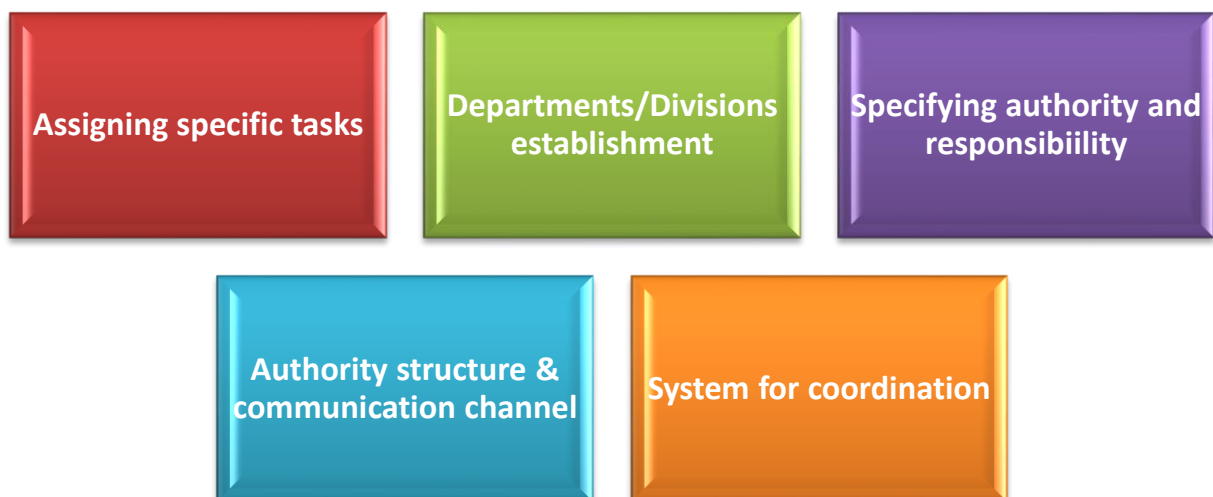 Assigning specific tasks
Departments/Divisions
establishment
Specifying authority and
responsibiility
Authority structure &
communication channel
System for coordination